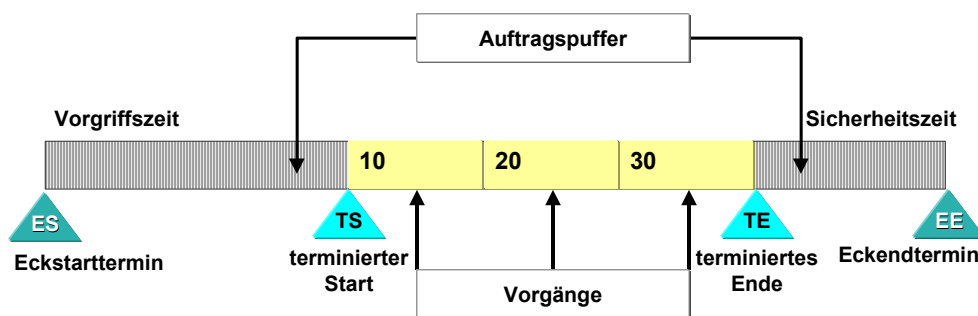 Auftragspuffer
Vorgriffszeit
Sicherheitszeit
10
20
30
ES
TS
TE
EE
Eckstarttermin
terminierter
Start
terminiertes
Ende
Eckendtermin
Vorgänge